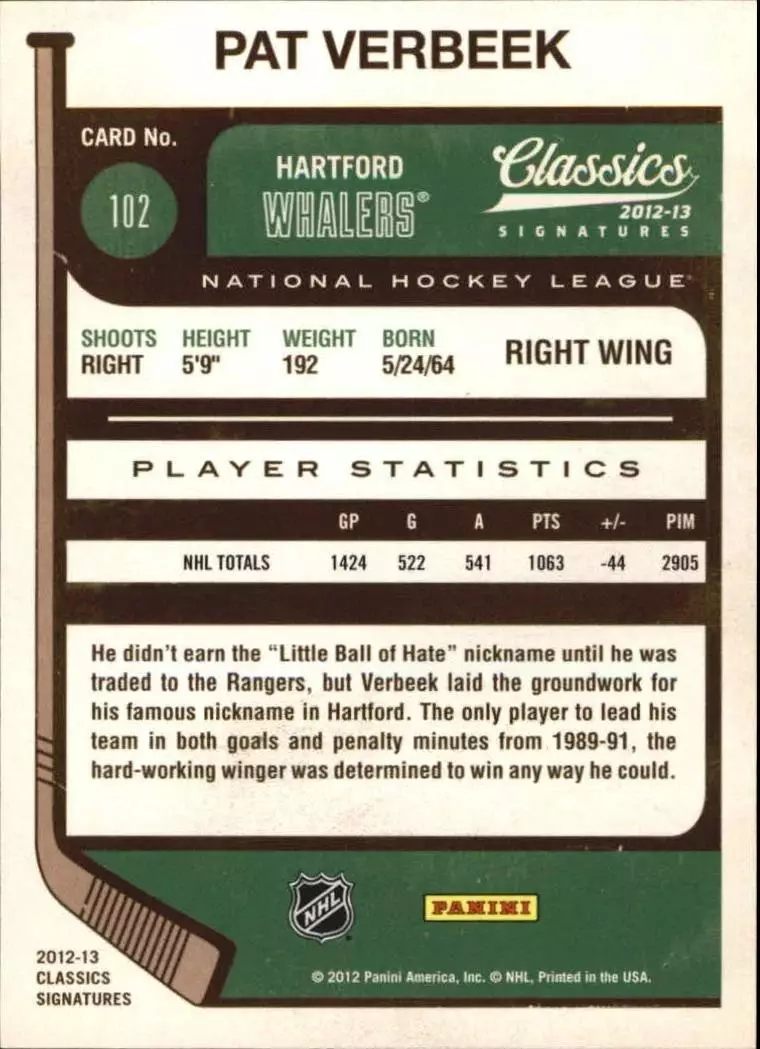 PAT VERBEEK
CARD No.
102
HARTFORD
WHALERS®
Classics
2012-13
SIGNATURES
NATIONAL HOCKEY LEAGUE®
SHOOTS HEIGHT WEIGHT BORN
RIGHT 5'9" 192 5/24/64
RIGHT WING
PLAYER STATISTICS
GP G A PTS +/- PIM
NHL TOTALS 1424 522 541 1063 -44 2905
He didn't earn the "Little Ball of Hate" nickname until he was
traded to the Rangers, but Verbeek laid the groundwork for
his famous nickname in Hartford. The only player to lead his
team in both goals and penalty minutes from 1989-91, the
hard-working winger was determined to win any way he could.
NHL
PANINI
© 2012 Panini America, Inc. © NHL, Printed in the USA.
2012-13
CLASSICS
SIGNATURES